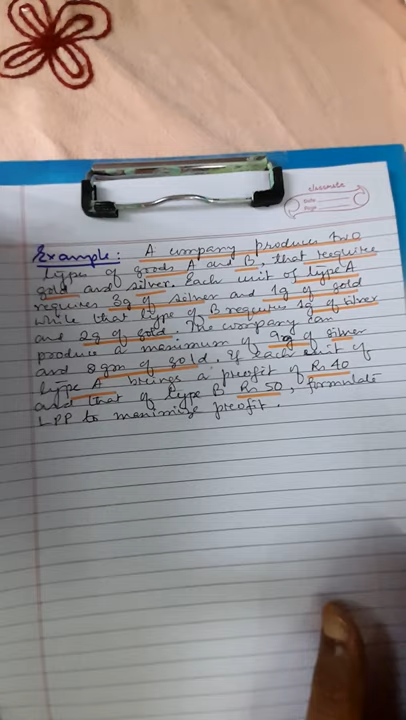 classmate
Date
Page
Example: A company produces two
type of goods A and B that require
gold and silver. Each unit of type A
requires 3g of silver and 1g of gold
while that type of B requires 1g of silver
and 2g of gold. The company can
produce a maximum of 9g of silver
and 8gm of gold. If each unit of
type A brings a profit of Rs 40
and that of type B Rs 50, formulate
LPP to maximize profit.